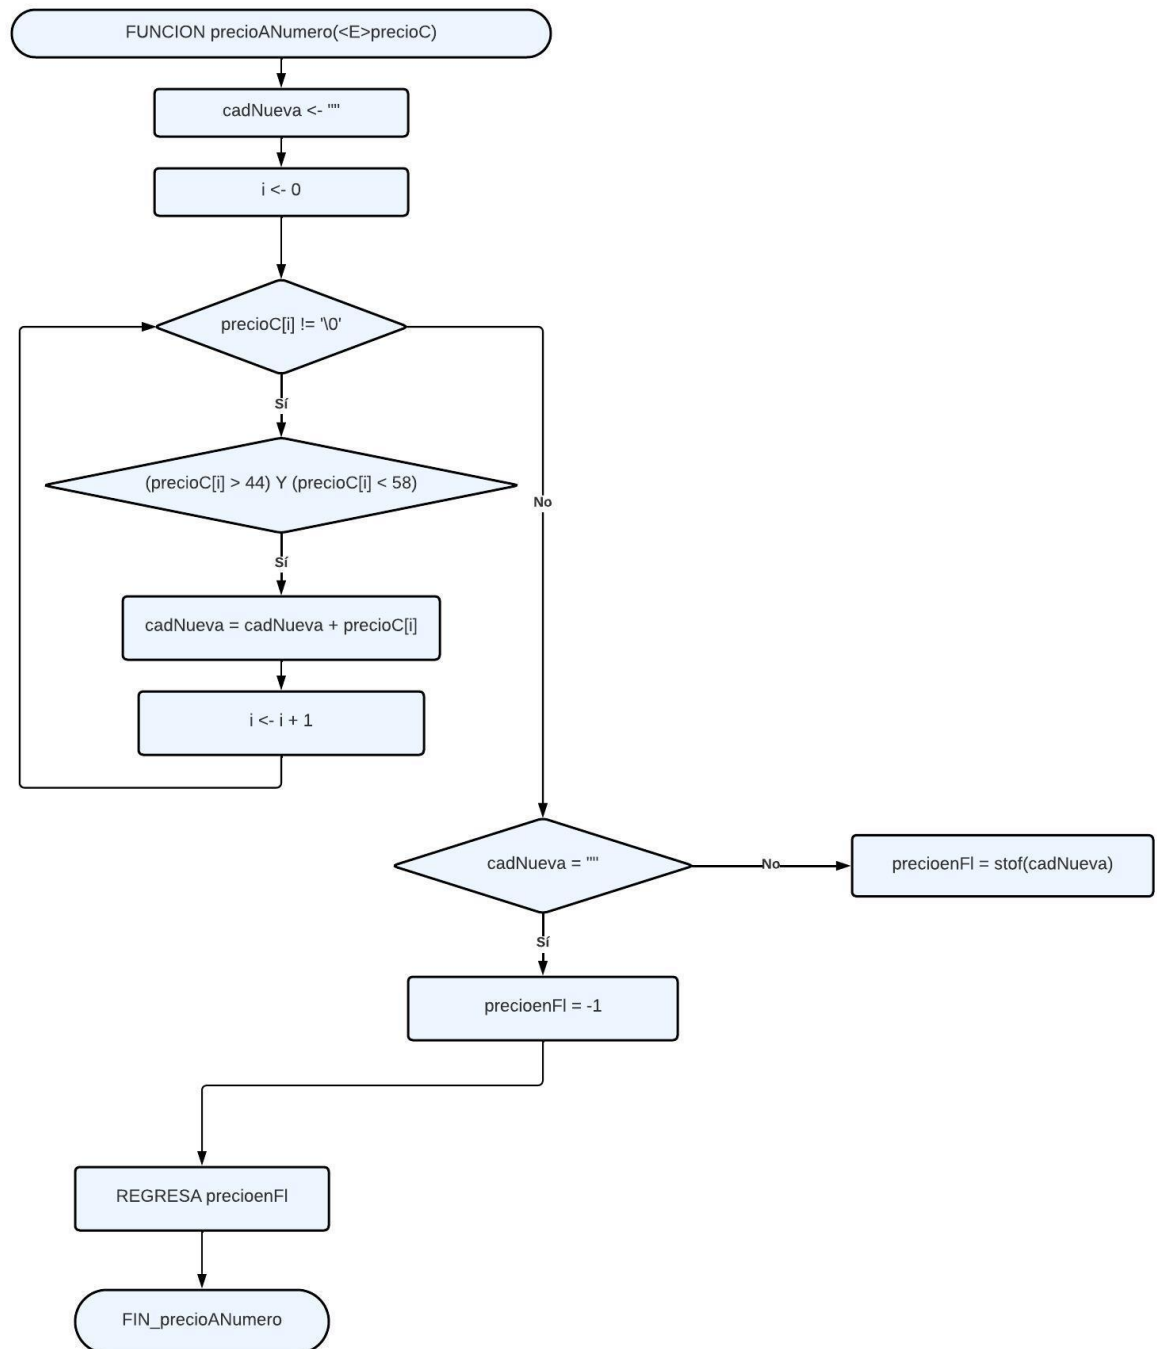 FUNCION precioANumero(<E>precioC)
cadNueva <- ""
i <- 0
precioC[i] != '\0'
Sí
(precioC[i] > 44) Y (precioC[i] < 58)
No
Sí
cadNueva = cadNueva + precioC[i]
i <- i + 1
cadNueva = ""
No
precioenFl = stof(cadNueva)
Sí
precioenFl = -1
REGRESA precioenFl
FIN_precioANumero